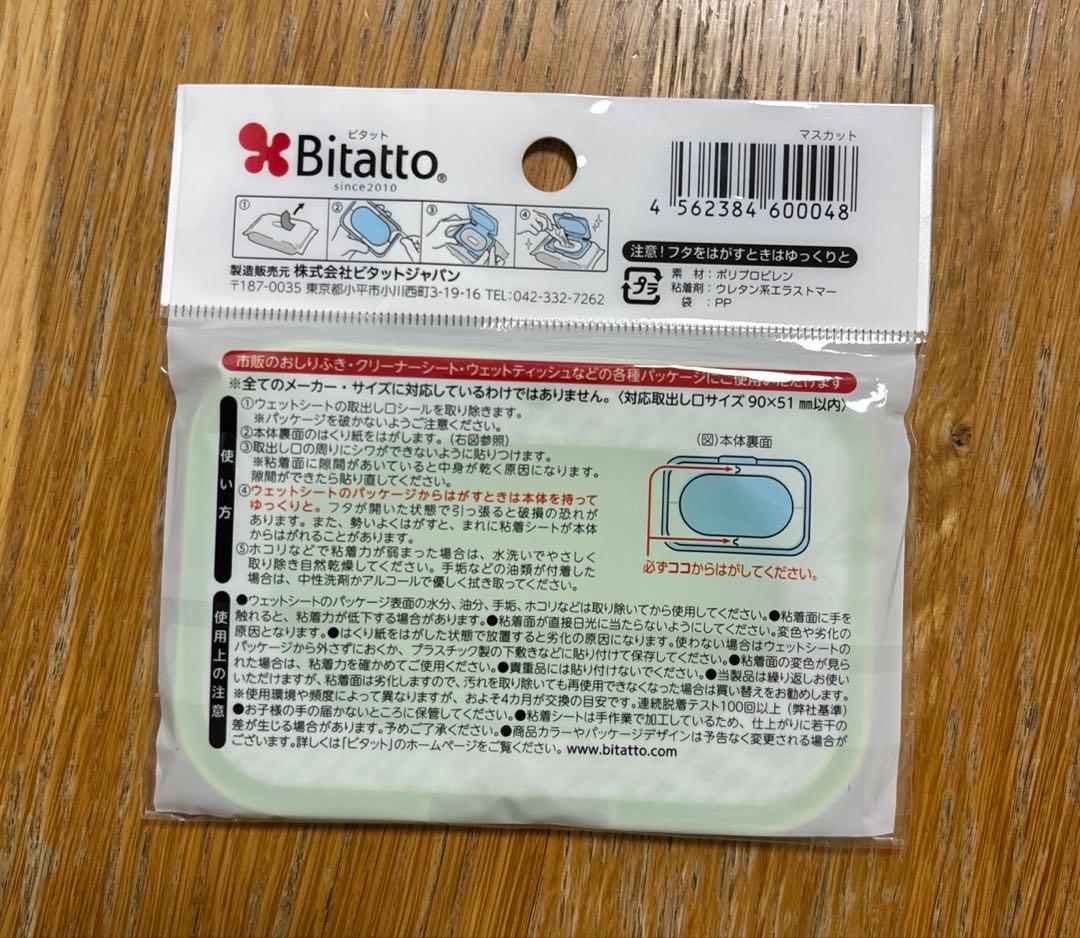 ビタット
Bitatto®
since2010
マスカット
4 562384 600048
① ② ③ ④
注意！フタをはがすときはゆっくりと
製造販売元 株式会社ビタットジャパン
〒187-0035 東京都小平市小川西町3-19-16 TEL:042-332-7262
プラ
素 材：ポリプロピレン
粘着剤：ウレタン系エラストマー
袋 ：PP
市販のおしりふき・クリーナーシート・ウェットティッシュなどの各種パッケージにご使用いただけます
※全てのメーカー・サイズに対応しているわけではありません。〈対応取出し口サイズ 90×51 ㎜以内〉
使い方
①ウェットシートの取出し口シールを取り除きます。
※パッケージを破かないようご注意ください。
②本体裏面のはくり紙をはがします。(右図参照)
③取出し口の周りにシワができないように貼りつけます。
※粘着面に隙間があいていると中身が乾く原因になります。
隙間ができたら貼り直してください。
④ウェットシートのパッケージからはがすときは本体を持って
ゆっくりと。フタが開いた状態で引っ張ると破損の恐れが
あります。また、勢いよくはがすと、まれに粘着シートが本体
からはがれることがあります。
⑤ホコリなどで粘着力が弱まった場合は、水洗いでやさしく
取り除き自然乾燥してください。手垢などの油類が付着した
場合は、中性洗剤かアルコールで優しく拭き取ってください。
(図)本体裏面
必ずココからはがしてください。
使用上の注意
●ウェットシートのパッケージ表面の水分、油分、手垢、ホコリなどは取り除いてから使用してください。●粘着面に手を
触れると、粘着力が低下する場合があります。●粘着面が直接日光に当たらないようにしてください。変色や劣化の
原因となります。●はくり紙をはがした状態で放置すると劣化の原因になります。使わない場合はウェットシートの
パッケージから外さずにおくか、プラスチック製の下敷きなどに貼り付けて保存してください。●粘着面の変色が見ら
れた場合は、粘着力を確かめてご使用ください。●貴重品には貼り付けないでください。●当製品は繰り返しお使い
いただけますが、粘着面は劣化しますので、汚れを取り除いても再使用できなくなった場合は買い替えをお勧めします。
※使用環境や頻度によって異なりますが、およそ4カ月が交換の目安です。連続脱着テスト100回以上（弊社基準）
●お子様の手の届かないところに保管してください。●粘着シートは手作業で加工しているため、仕上がりに若干の
差が生じる場合があります。予めご了承ください。●商品カラーやパッケージデザインは予告なく変更される場合が
ございます。詳しくは「ビタット」のホームページをご覧ください。www.bitatto.com